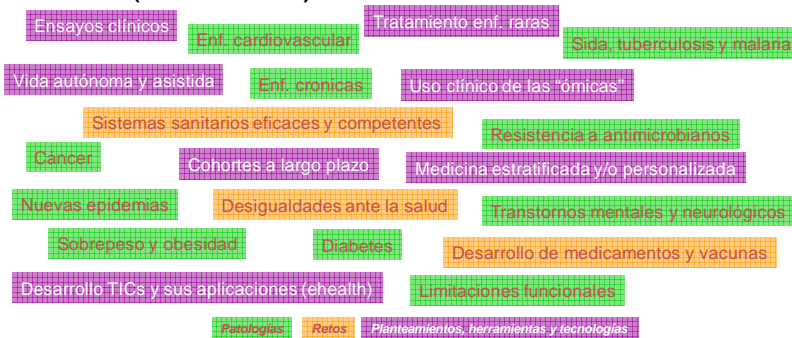 Ensayos clínicos
Tratamiento enf. raras
Enf. cardiovascular
Sida, tuberculosis y malaria
Vida autónoma y asistida
Enf. cronicas
Uso clínico de las “ómicas”
Sistemas sanitarios eficaces y competentes
Resistencia a antimicrobianos
Cáncer
Cohortes a largo plazo
Medicina estratificada y/o personalizada
Nuevas epidemias
Desigualdades ante la salud
Transtornos mentales y neurológicos
Sobrepeso y obesidad
Diabetes
Desarrollo de medicamentos y vacunas
Desarrollo TICs y sus aplicaciones (ehealth)
Limitaciones funcionales
Patologías
Retos
Planteamientos, herramientas y tecnologías